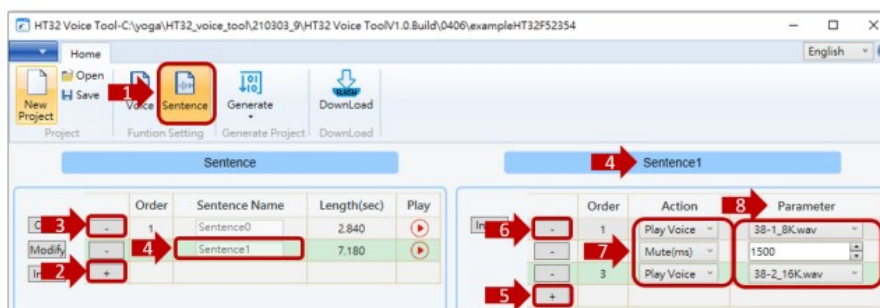 HT32 Voice Tool-C:\yoga\HT32_voice_tool\210303_9\HT32 Voice ToolV1.0.Build\0406\exampleHT32F52354
Home
English
New Project
Open
Save
1
Voice
Sentence
Generate
DownLoad
Project
Funtion Setting
Generate Project
DownLoad
Sentence
4 Sentence1
Order Sentence Name Length(sec) Play
3 - 1 Sentence0 2.840
Modify - 4 Sentence1 7.180
2 +
Order Action 8 Parameter
6 - 1 Play Voice 38-1_8K.wav
- 7 Mute(ms) 1500
- 3 Play Voice 38-2_16K.wav
5 +